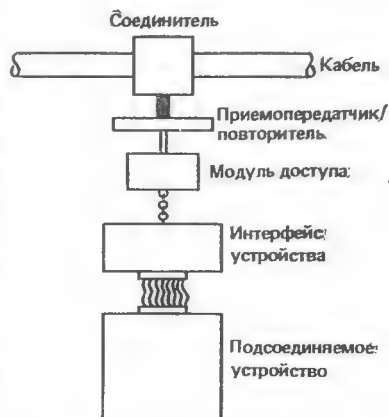 Соединитель
Кабель
Приемопередатчик/
повторитель
Модуль доступа
Интерфейс
устройства
Подсоединяемое
устройство